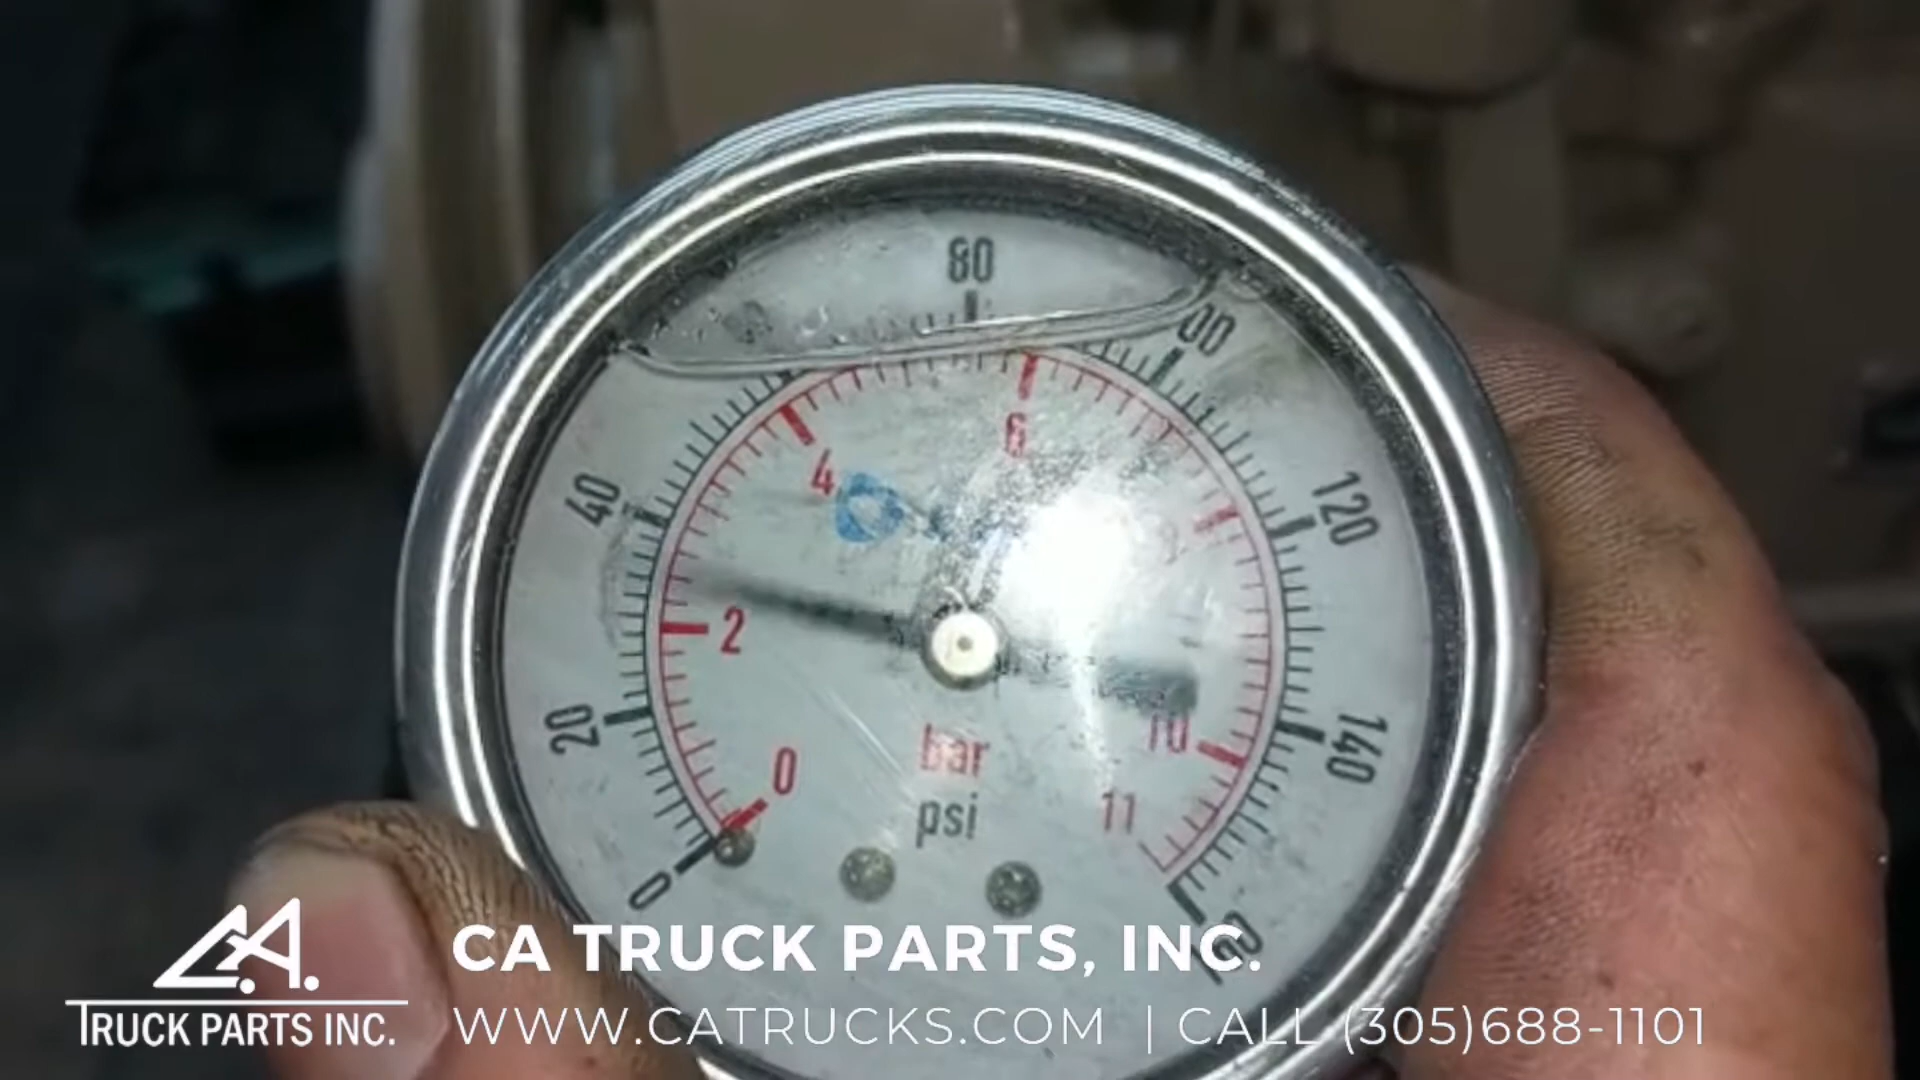 80
00
40
120
6
4
2
20
140
10
0
bar
psi
11
0
C.A.
TRUCK PARTS INC.
CA TRUCK PARTS, INC.
WWW.CATRUCKS.COM | CALL (305)688-1101